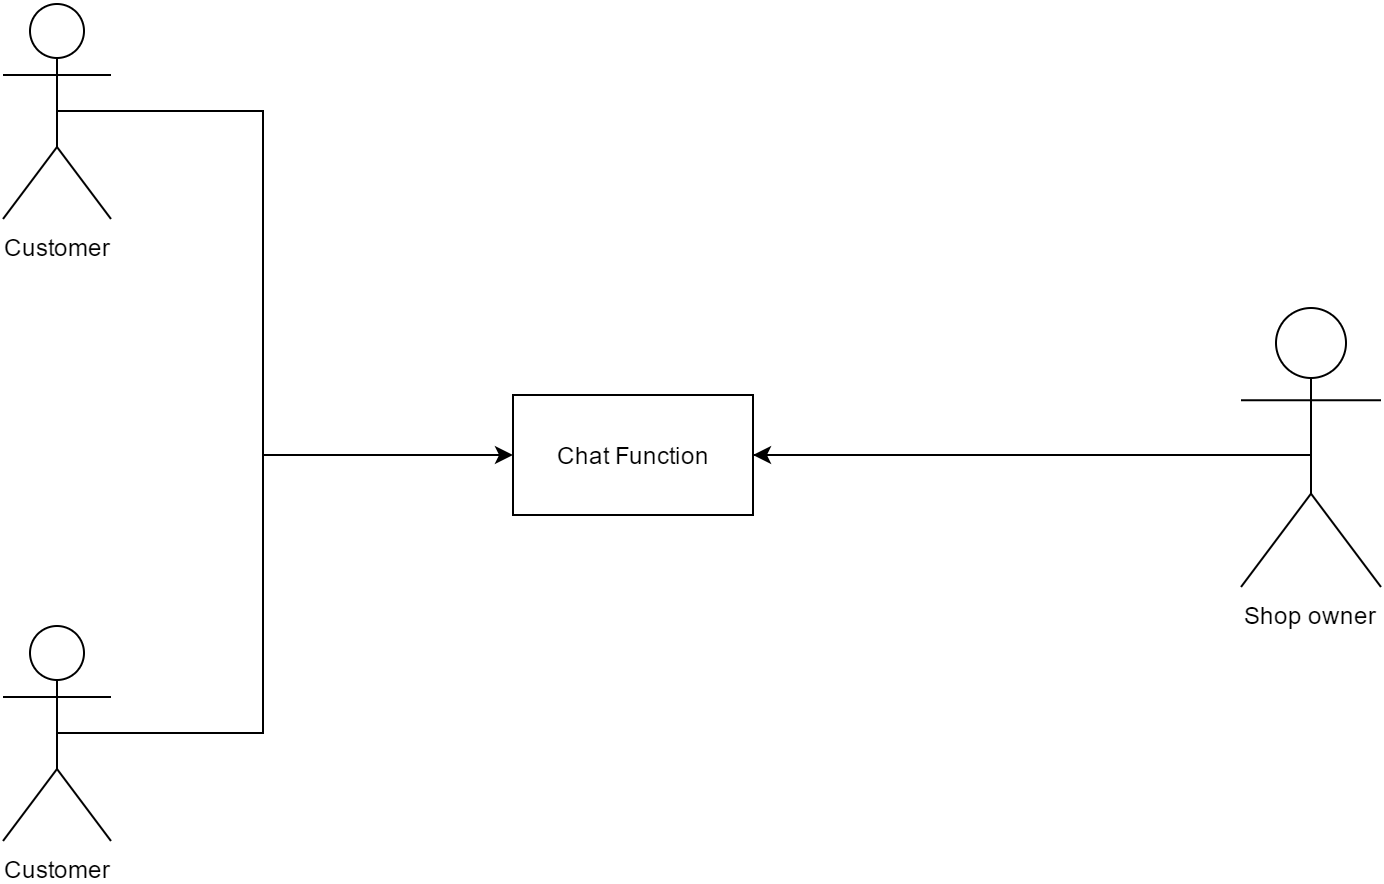 Customer
Chat Function
Shop owner
Customer